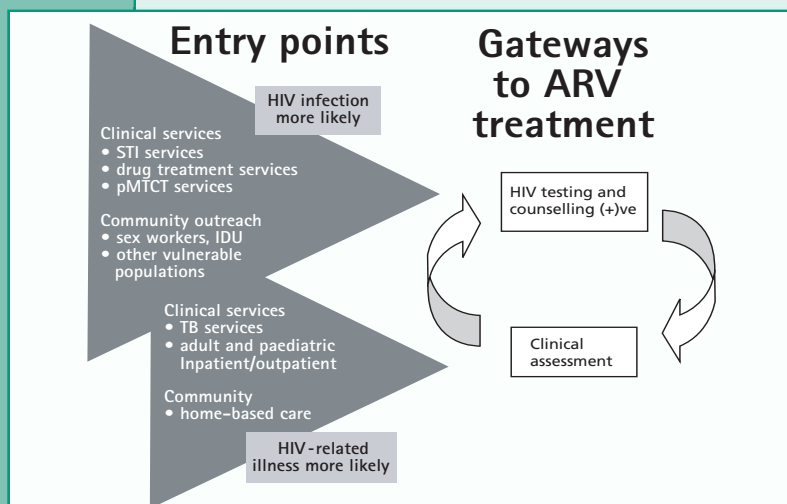 Entry points
Gateways
to ARV
treatment
HIV infection
more likely
Clinical services
• STI services
• drug treatment services
• pMTCT services
Community outreach
• sex workers, IDU
• other vulnerable
populations
Clinical services
• TB services
• adult and paediatric
Inpatient/outpatient
Community
• home-based care
HIV-related
illness more likely
HIV testing and
counselling (+)ve
Clinical
assessment